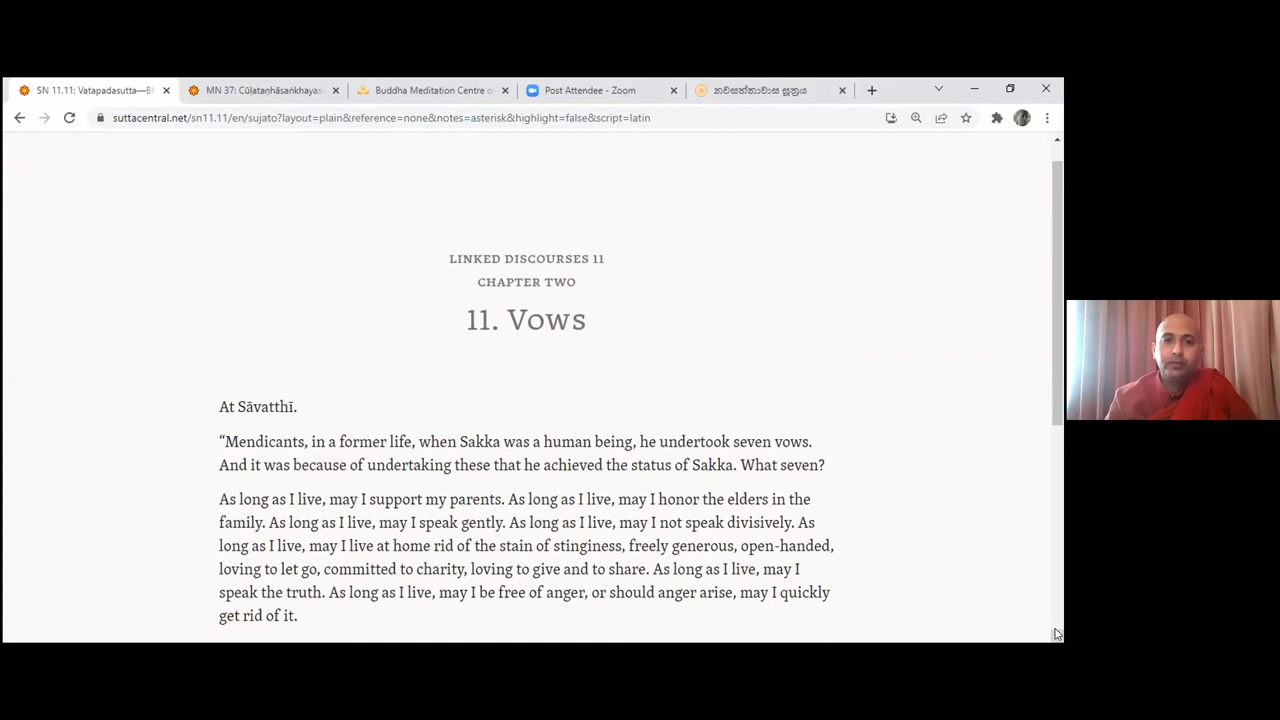 SN 11.11: Vatapadasutta—Bh
MN 37: Cūḷataṇhāsaṅkhayas
Buddha Meditation Centre o
Post Attendee - Zoom
නවසත්තාවාස සූත්‍රය
suttacentral.net/sn11.11/en/sujato?layout=plain&reference=none&notes=asterisk&highlight=false&script=latin
LINKED DISCOURSES 11
CHAPTER TWO
11. Vows
At Sāvatthī.
“Mendicants, in a former life, when Sakka was a human being, he undertook seven vows.
And it was because of undertaking these that he achieved the status of Sakka. What seven?
As long as I live, may I support my parents. As long as I live, may I honor the elders in the
family. As long as I live, may I speak gently. As long as I live, may I not speak divisively. As
long as I live, may I live at home rid of the stain of stinginess, freely generous, open-handed,
loving to let go, committed to charity, loving to give and to share. As long as I live, may I
speak the truth. As long as I live, may I be free of anger, or should anger arise, may I quickly
get rid of it.